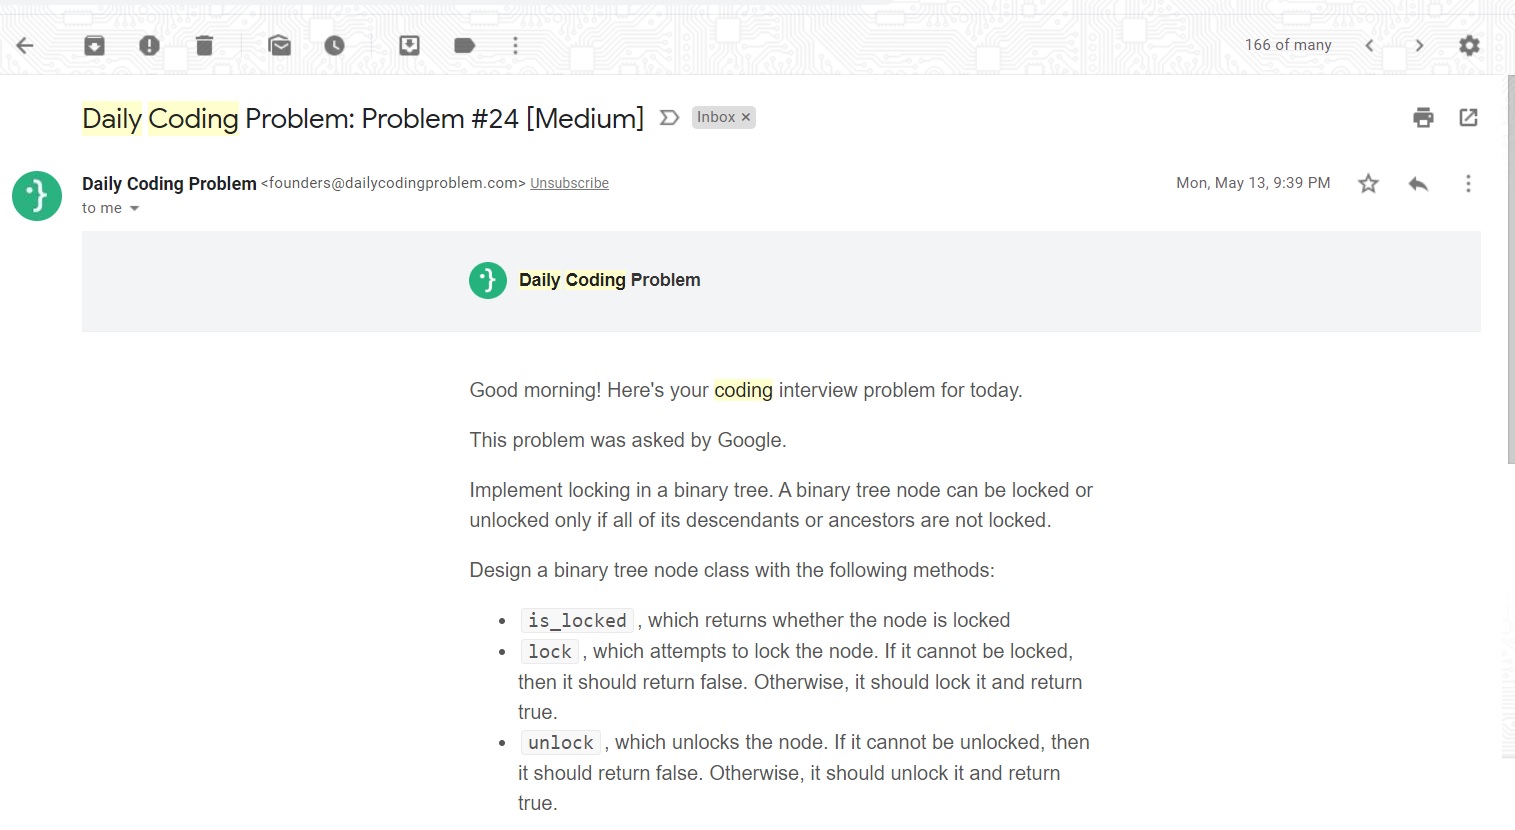 166 of many
Daily Coding Problem: Problem #24 [Medium] Inbox ×
Daily Coding Problem <founders@dailycodingproblem.com> Unsubscribe Mon, May 13, 9:39 PM
to me
Daily Coding Problem
Good morning! Here's your coding interview problem for today.
This problem was asked by Google.
Implement locking in a binary tree. A binary tree node can be locked or
unlocked only if all of its descendants or ancestors are not locked.
Design a binary tree node class with the following methods:
• is_locked , which returns whether the node is locked
• lock , which attempts to lock the node. If it cannot be locked,
then it should return false. Otherwise, it should lock it and return
true.
• unlock , which unlocks the node. If it cannot be unlocked, then
it should return false. Otherwise, it should unlock it and return
true.